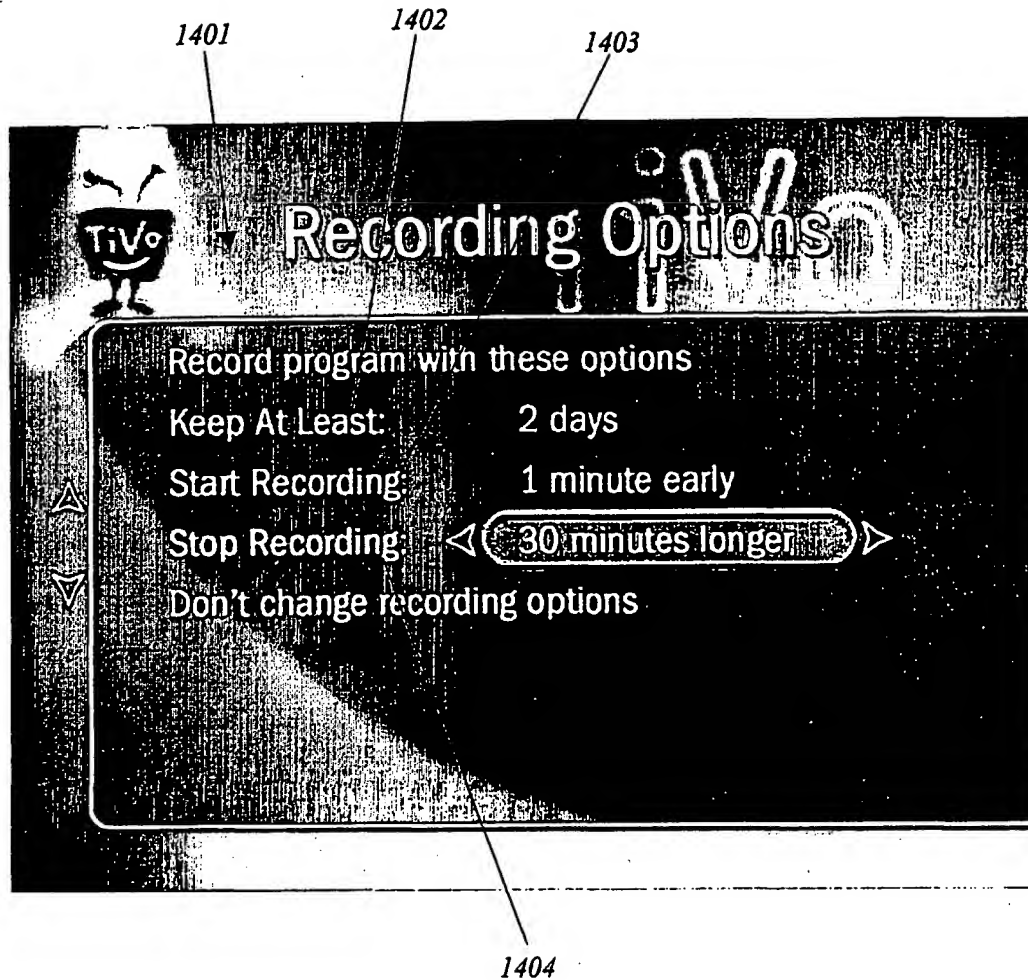 1401
1402
1403
TiVo
iVo
Recording Options
Record program with these options
Keep At Least: 2 days
Start Recording: 1 minute early
Stop Recording: 30 minutes longer
Don't change recording options
1404